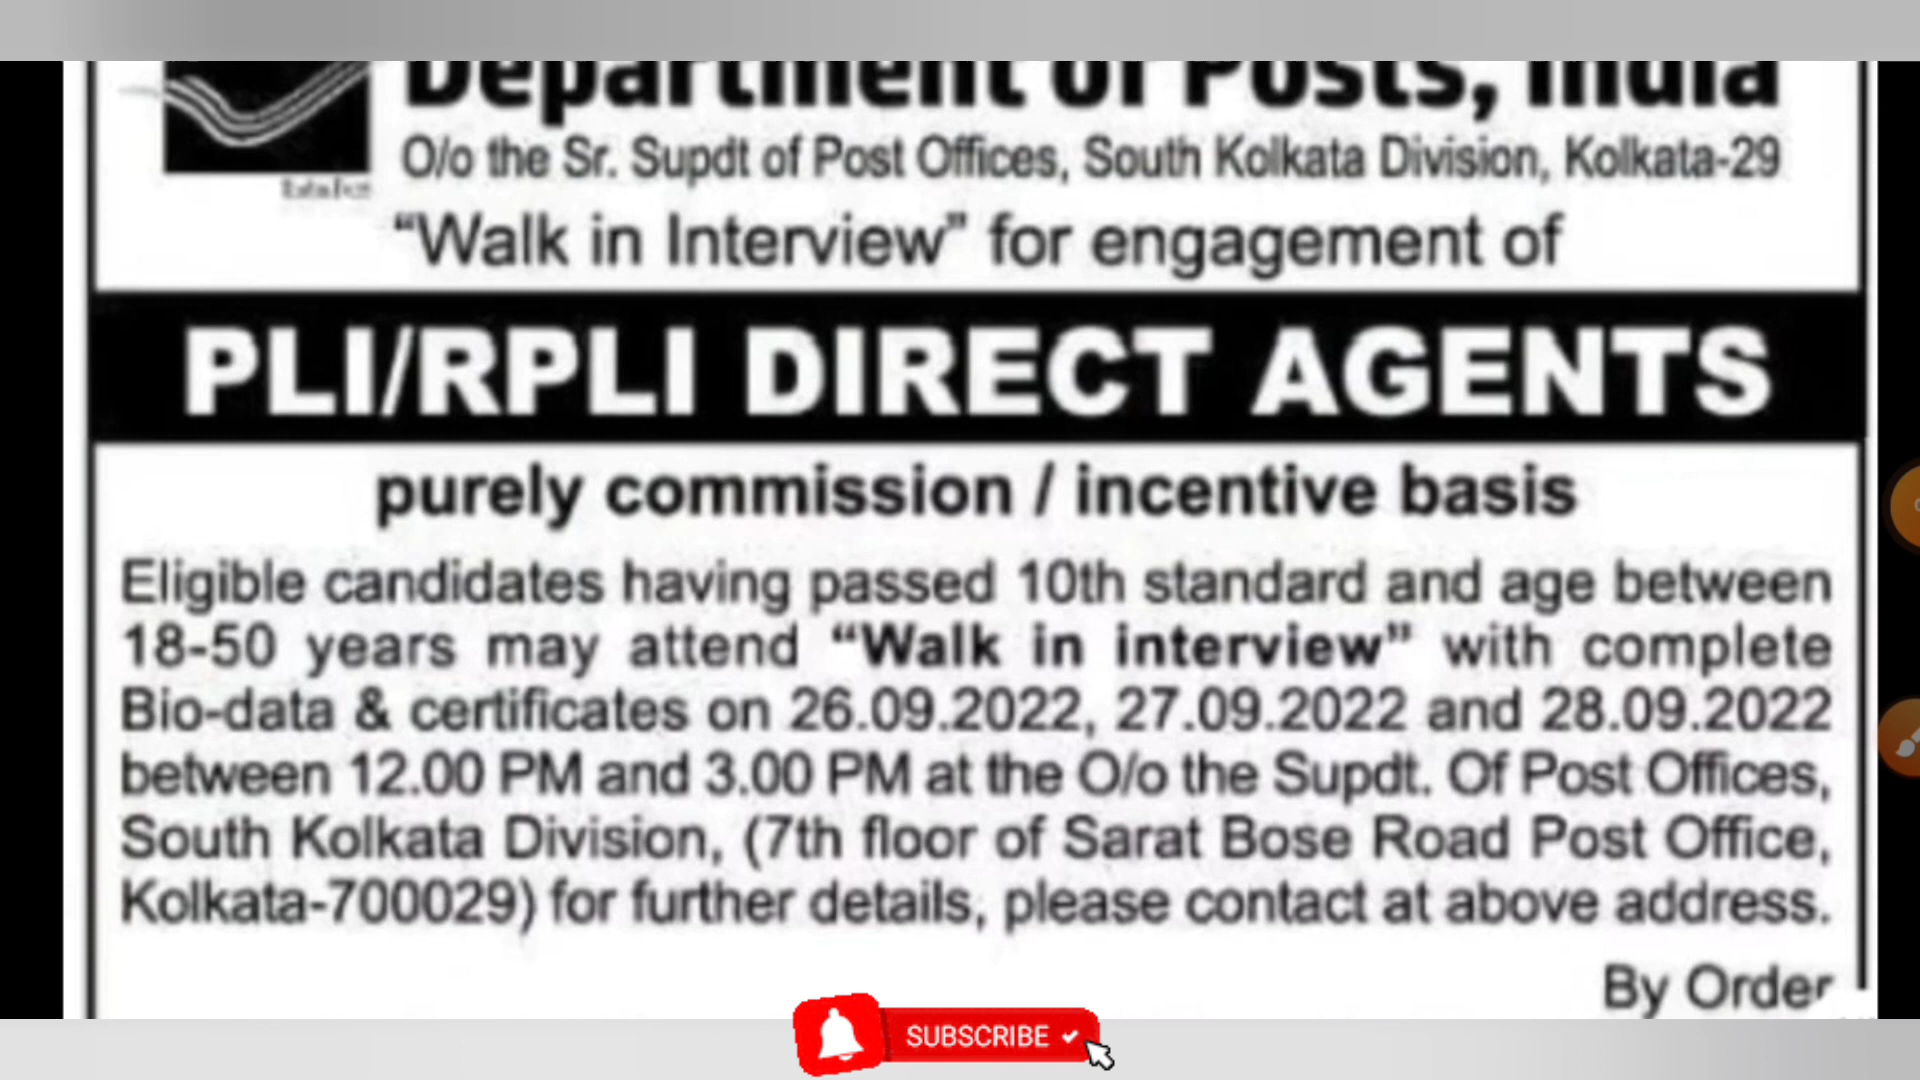 Department of Posts, India
O/o the Sr. Supdt of Post Offices, South Kolkata Division, Kolkata-29
“Walk in Interview” for engagement of
PLI/RPLI DIRECT AGENTS
purely commission / incentive basis
Eligible candidates having passed 10th standard and age between
18-50 years may attend “Walk in interview” with complete
Bio-data & certificates on 26.09.2022, 27.09.2022 and 28.09.2022
between 12.00 PM and 3.00 PM at the O/o the Supdt. Of Post Offices,
South Kolkata Division, (7th floor of Sarat Bose Road Post Office,
Kolkata-700029) for further details, please contact at above address.
By Order
SUBSCRIBE